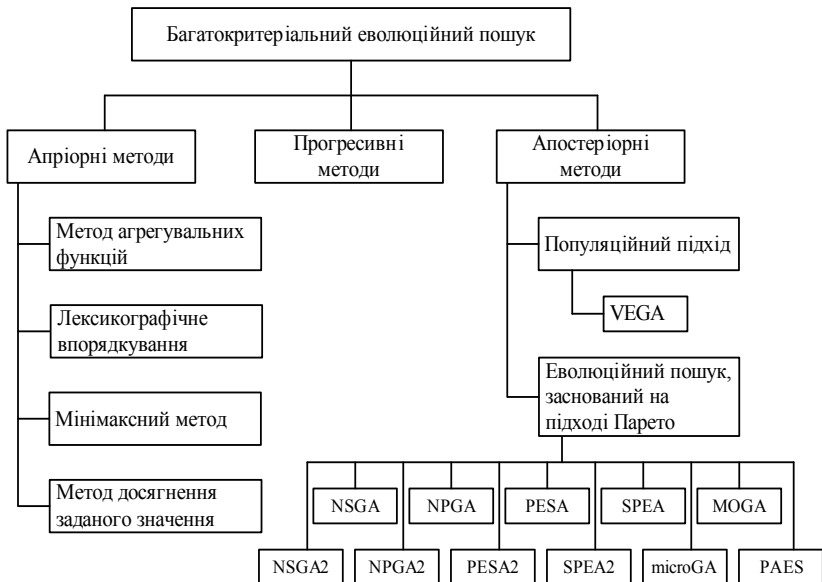 Багатокритеріальний еволюційний пошук
Апріорні методи
Прогресивні
методи
Апостеріорні
методи
Метод агрегувальних
функцій
Лексикографічне
впорядкування
Мінімаксний метод
Метод досягнення
заданого значення
Популяційний підхід
VEGA
Еволюційний пошук,
заснований на
підході Парето
NSGA
NPGA
PESA
SPEA
MOGA
NSGA2
NPGA2
PESA2
SPEA2
microGA
PAES